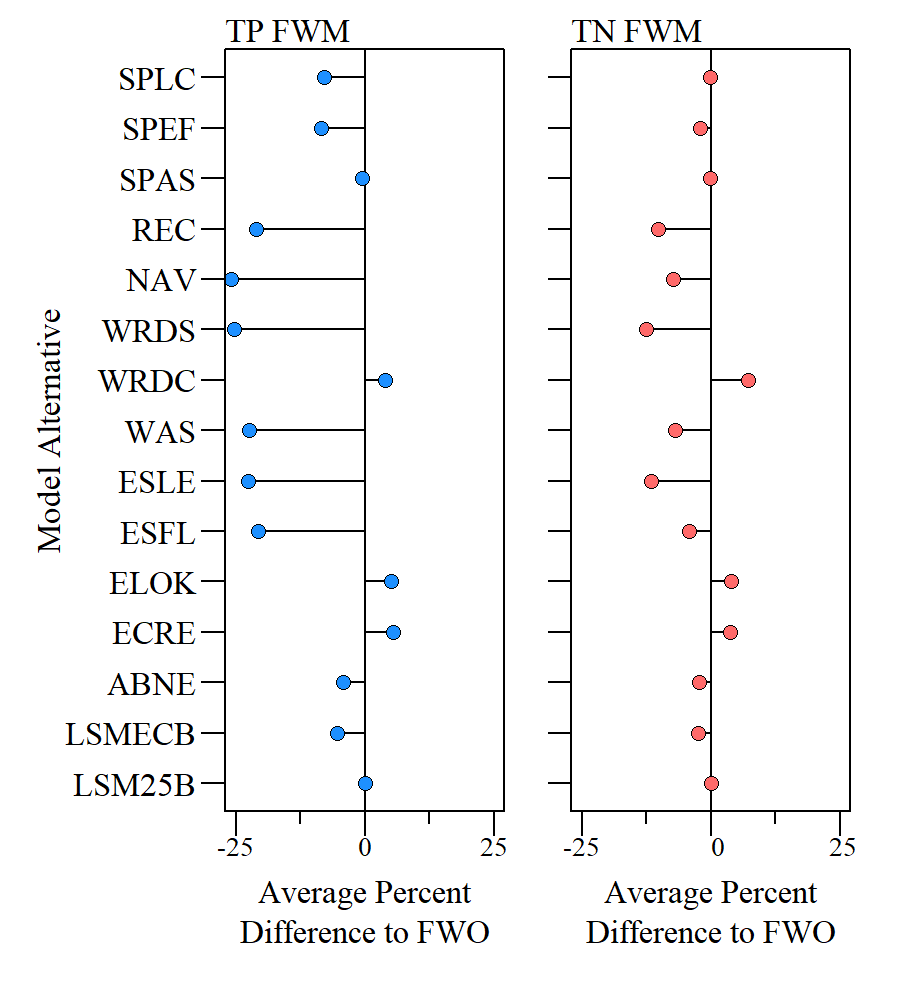 TP FWM
TN FWM
SPLC
SPEF
SPAS
REC
NAV
WRDS
WRDC
WAS
ESLE
ESFL
ELOK
ECRE
ABNE
LSMECB
LSM25B
Model Alternative
-25 0 25
-25 0 25
Average Percent
Difference to FWO
Average Percent
Difference to FWO